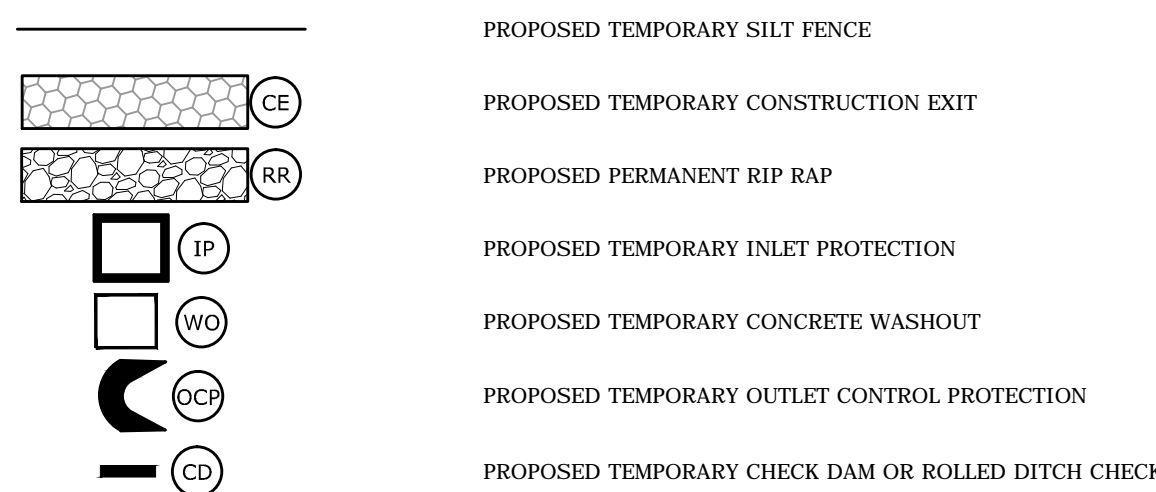 PROPOSED TEMPORARY SILT FENCE
CE PROPOSED TEMPORARY CONSTRUCTION EXIT
RR PROPOSED PERMANENT RIP RAP
IP PROPOSED TEMPORARY INLET PROTECTION
WO PROPOSED TEMPORARY CONCRETE WASHOUT
OCP PROPOSED TEMPORARY OUTLET CONTROL PROTECTION
CD PROPOSED TEMPORARY CHECK DAM OR ROLLED DITCH CHECK